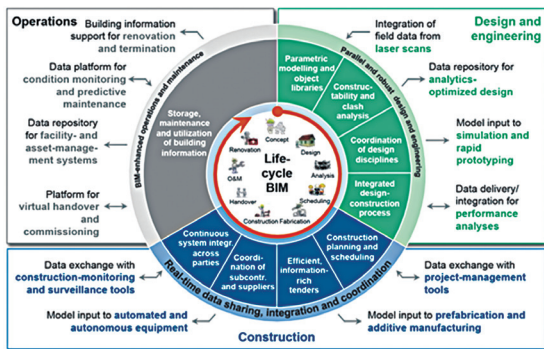 Operations
Building information
support for renovation
and termination
Data platform for
condition monitoring
and predictive
maintenance
Data repository
for facility- and
asset-manage-
ment systems
Platform for
virtual handover
and
commissioning
BIM-enhanced operations and maintenance
Storage,
maintenance
and utilization
of building
information
Design and
engineering
Integration of
field data from
laser scans
Data repository for
analytics-
optimized design
Model input to
simulation and
rapid
prototyping
Data delivery/
integration for
performance
analyses
Parallel and robust design and engineering
Parametric
modelling and
object
libraries
Construc-
tability and
clash
analysis
Coordination
of design
disciplines
Integrated
design-
construction
process
Life-
cycle
BIM
Concept
Design
Analysis
Scheduling
Fabrication
Construction
Handover
O&M
Renovation
Continuous
system integr.
across
parties
Coordi-
nation of
subcontr. and
suppliers
Efficient,
information-
rich
tenders
Construction
planning and
scheduling
Real-time data sharing, integration and coordination
Data exchange with
construction-monitoring
and surveillance tools
Model input to automated and
autonomous equipment
Data exchange with
project-management
tools
Model input to prefabrication and
additive manufacturing
Construction